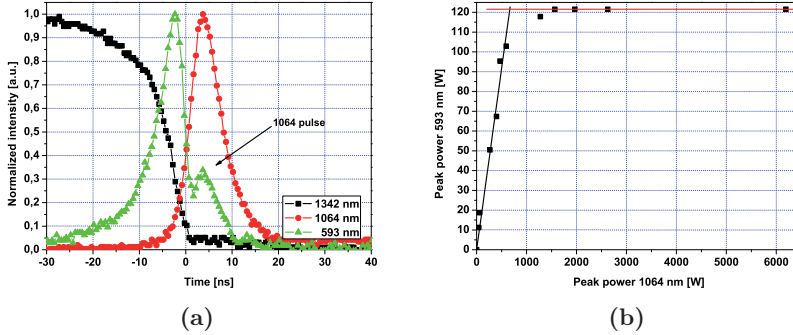 1,0
0,9
0,8
0,7
0,6
0,5
0,4
0,3
0,2
0,1
0,0
Normalized intensity [a.u.]
1064 pulse
1342 nm
1064 nm
593 nm
-30 -20 -10 0 10 20 30 40
Time [ns]
(a)
120
110
100
90
80
70
60
50
40
30
20
10
0
Peak power 593 nm [W]
0 1000 2000 3000 4000 5000 6000
Peak power 1064 nm [W]
(b)